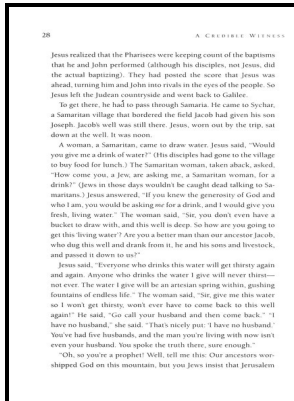 28
A CREDIBLE WITNESS
Jesus realized that the Pharisees were keeping count of the baptisms
that he and John performed (although his disciples, not Jesus, did
the actual baptizing). They had posted the score that Jesus was
ahead, turning him and John into rivals in the eyes of the people. So
Jesus left the Judean countryside and went back to Galilee.
To get there, he had to pass through Samaria. He came to Sychar,
a Samaritan village that bordered the field Jacob had given his son
Joseph. Jacob's well was still there. Jesus, worn out by the trip, sat
down at the well. It was noon.
A woman, a Samaritan, came to draw water. Jesus said, "Would
you give me a drink of water?" (His disciples had gone to the village
to buy food for lunch.) The Samaritan woman, taken aback, asked,
"How come you, a Jew, are asking me, a Samaritan woman, for a
drink?" (Jews in those days wouldn't be caught dead talking to Sa-
maritans.) Jesus answered, "If you knew the generosity of God and
who I am, you would be asking me for a drink, and I would give you
fresh, living water." The woman said, "Sir, you don't even have a
bucket to draw with, and this well is deep. So how are you going to
get this 'living water'? Are you a better man than our ancestor Jacob,
who dug this well and drank from it, he and his sons and livestock,
and passed it down to us?"
Jesus said, "Everyone who drinks this water will get thirsty again
and again. Anyone who drinks the water I give will never thirst—
not ever. The water I give will be an artesian spring within, gushing
fountains of endless life." The woman said, "Sir, give me this water
so I won't get thirsty, won't ever have to come back to this well
again!" He said, "Go call your husband and then come back." "I
have no husband," she said. "That's nicely put: 'I have no husband.'
You've had five husbands, and the man you're living with now isn't
even your husband. You spoke the truth there, sure enough."
"Oh, so you're a prophet! Well, tell me this: Our ancestors wor-
shipped God on this mountain, but you Jews insist that Jerusalem